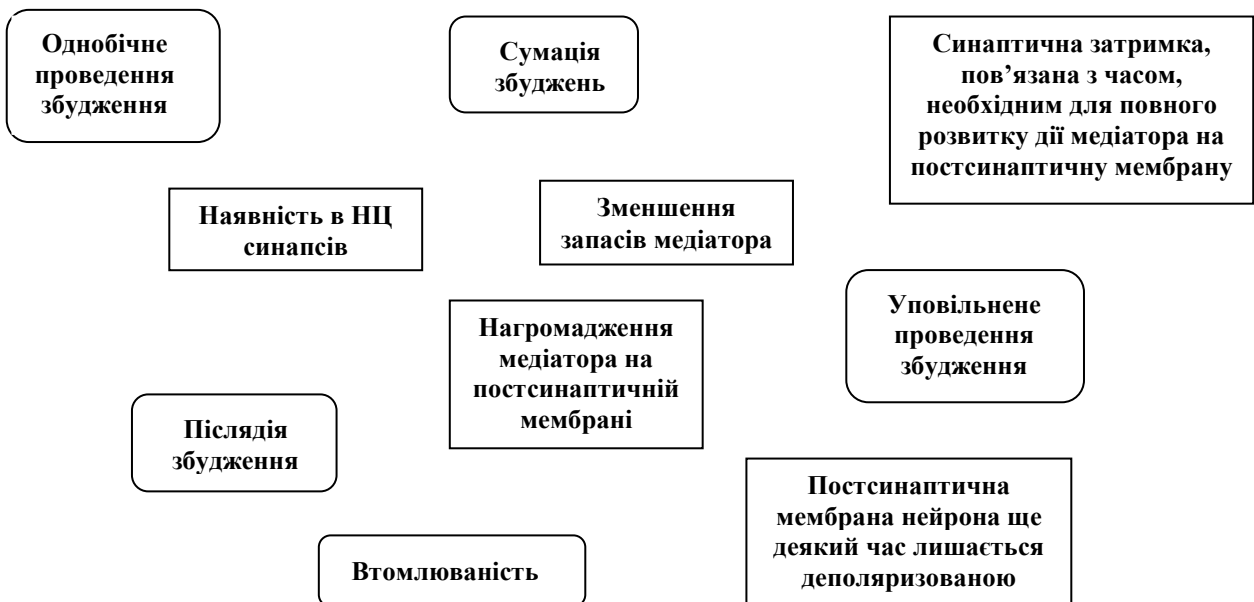 Однобічне
проведення
збудження
Сумація
збуджень
Синаптична затримка,
пов’язана з часом,
необхідним для повного
розвитку дії медіатора на
постсинаптичну мембрану
Наявність в НЦ
синапсів
Зменшення
запасів медіатора
Нагромадження
медіатора на
постсинаптичній
мембрані
Уповільнене
проведення
збудження
Післядія
збудження
Постсинаптична
мембрана нейрона ще
деякий час лишається
деполяризованою
Втомлюваність